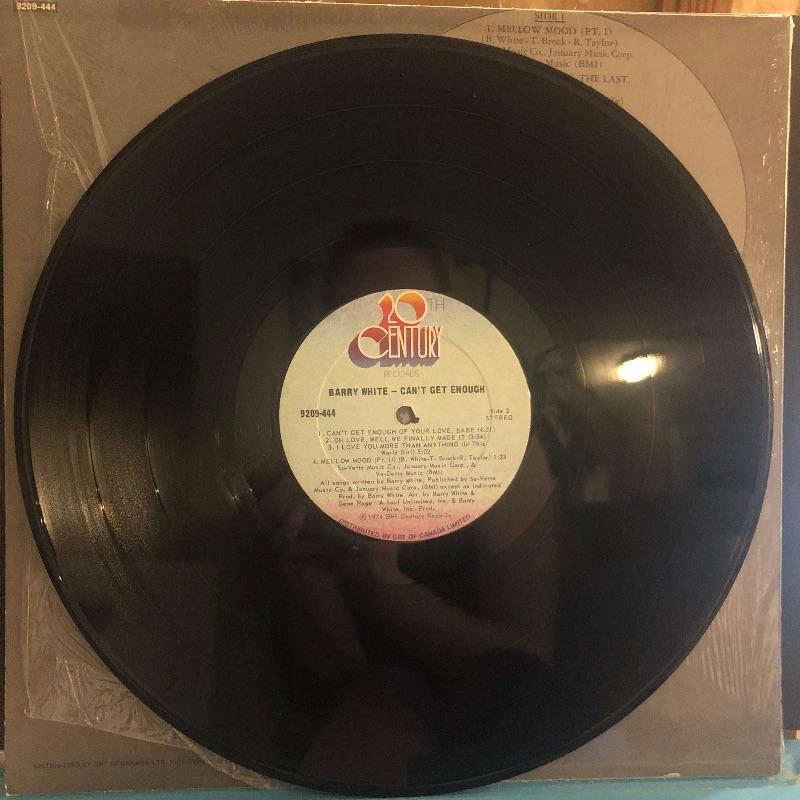 9209-444
SIDE 1
1. MELLOW MOOD (PT. I)
(B. White - T. Brock - R. Taylor)
Music Co., January Music Corp.
Music (BMI)
THE LAST,
20TH
CENTURY
RECORDS
BARRY WHITE – CAN'T GET ENOUGH
9209-444
Side 2
STEREO
1. CAN'T GET ENOUGH OF YOUR LOVE, BABE (4:31)
2. OH LOVE, WELL WE FINALLY MADE IT (3:54)
3. I LOVE YOU MORE THAN ANYTHING (In This
World Girl) 5:02
4. MELLOW MOOD (Pt. II) (B. White-T. Brock-R. Taylor) 1:23
Sa-Vette Music Co., January Music Corp., &
Va-Dette Music (BMI)
All songs written by Barry White, Published by Sa-Vette
Music Co. & January Music Corp., (BMI) except as indicated
Prod. by Barry White Arr. by Barry White &
Gene Page A Soul Unlimited, Inc. & Barry
White, Inc. Prod.
℗ 1974 20th Century Records
DISTRIBUTED BY GRT OF CANADA LIMITED
DISTRIBUTED BY GRT OF CANADA LTD.